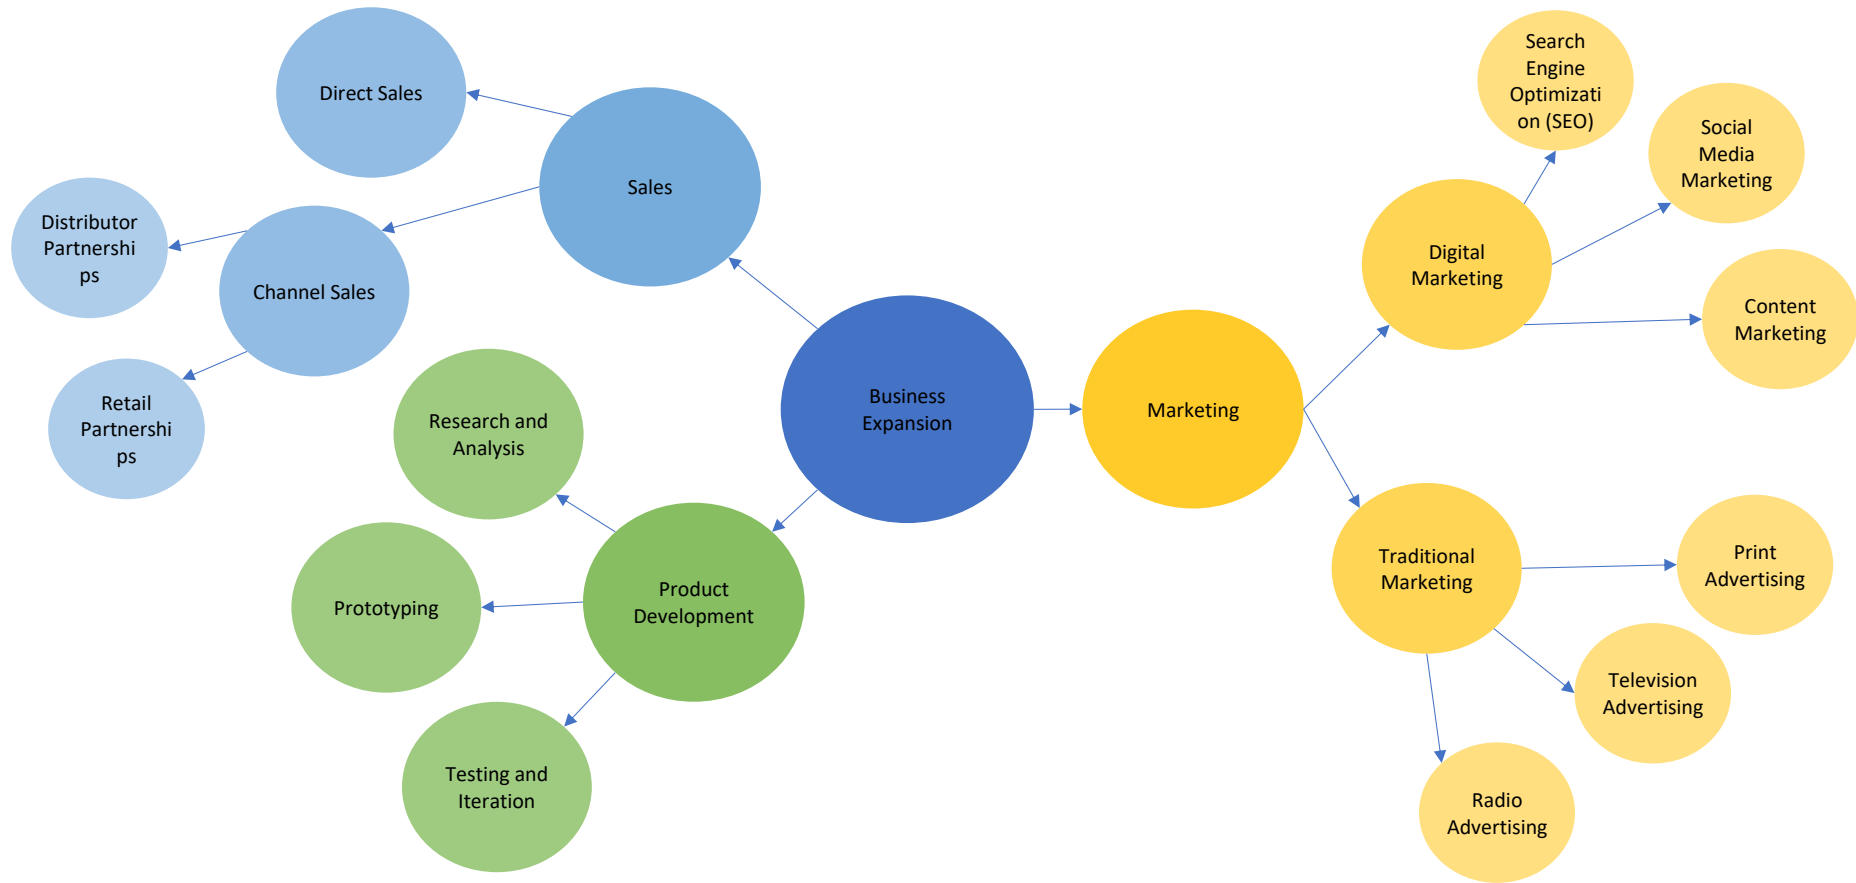 Direct Sales
Sales
Distributor
Partnershi
ps
Channel Sales
Retail
Partnershi
ps
Research and
Analysis
Prototyping
Product
Development
Testing and
Iteration
Business
Expansion
Marketing
Search
Engine
Optimizati
on (SEO)
Social
Media
Marketing
Digital
Marketing
Content
Marketing
Traditional
Marketing
Print
Advertising
Television
Advertising
Radio
Advertising